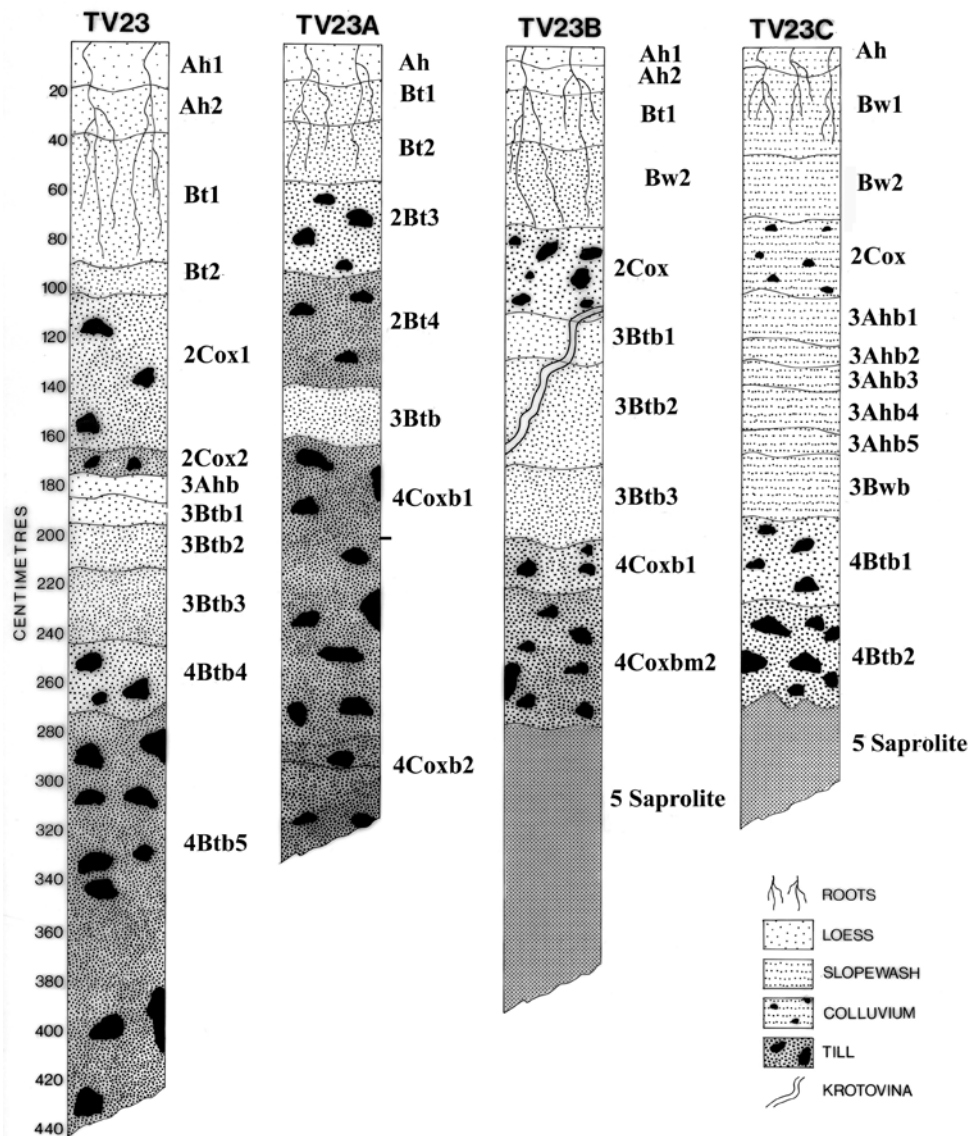 TV23
Ah1
Ah2
Bt1
Bt2
2Cox1
2Cox2
3Ahb
3Btb1
3Btb2
3Btb3
4Btb4
4Btb5
CENTIMETRES
20
40
60
80
100
120
140
160
180
200
220
240
260
280
300
320
340
360
380
400
420
440
TV23A
Ah
Bt1
Bt2
2Bt3
2Bt4
3Btb
4Coxb1
4Coxb2
TV23B
Ah1
Ah2
Bt1
Bw2
2Cox
3Btb1
3Btb2
3Btb3
4Coxb1
4Coxbm2
5 Saprolite
TV23C
Ah
Bw1
Bw2
2Cox
3Ahb1
3Ahb2
3Ahb3
3Ahb4
3Ahb5
3Bwb
4Btb1
4Btb2
5 Saprolite
ROOTS
LOESS
SLOPEWASH
COLLUVIUM
TILL
KROTOVINA